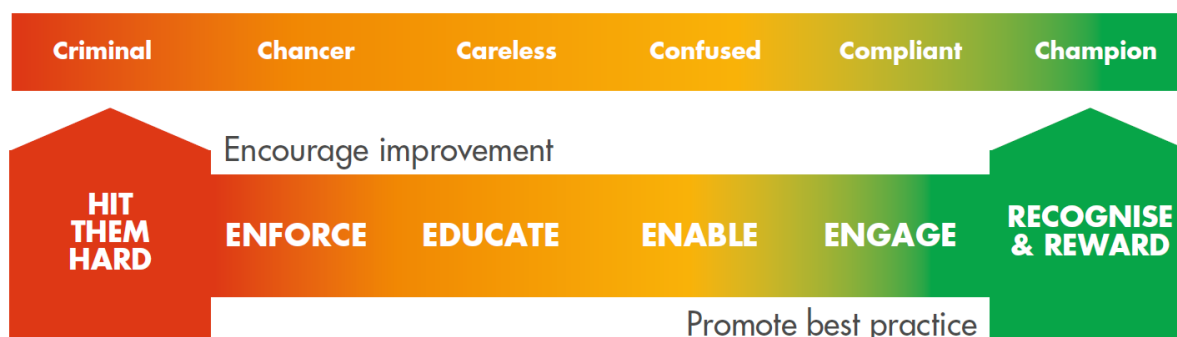 Criminal Chancer Careless Confused Compliant Champion
Encourage improvement
HIT
THEM
HARD
ENFORCE EDUCATE ENABLE ENGAGE
RECOGNISE
& REWARD
Promote best practice